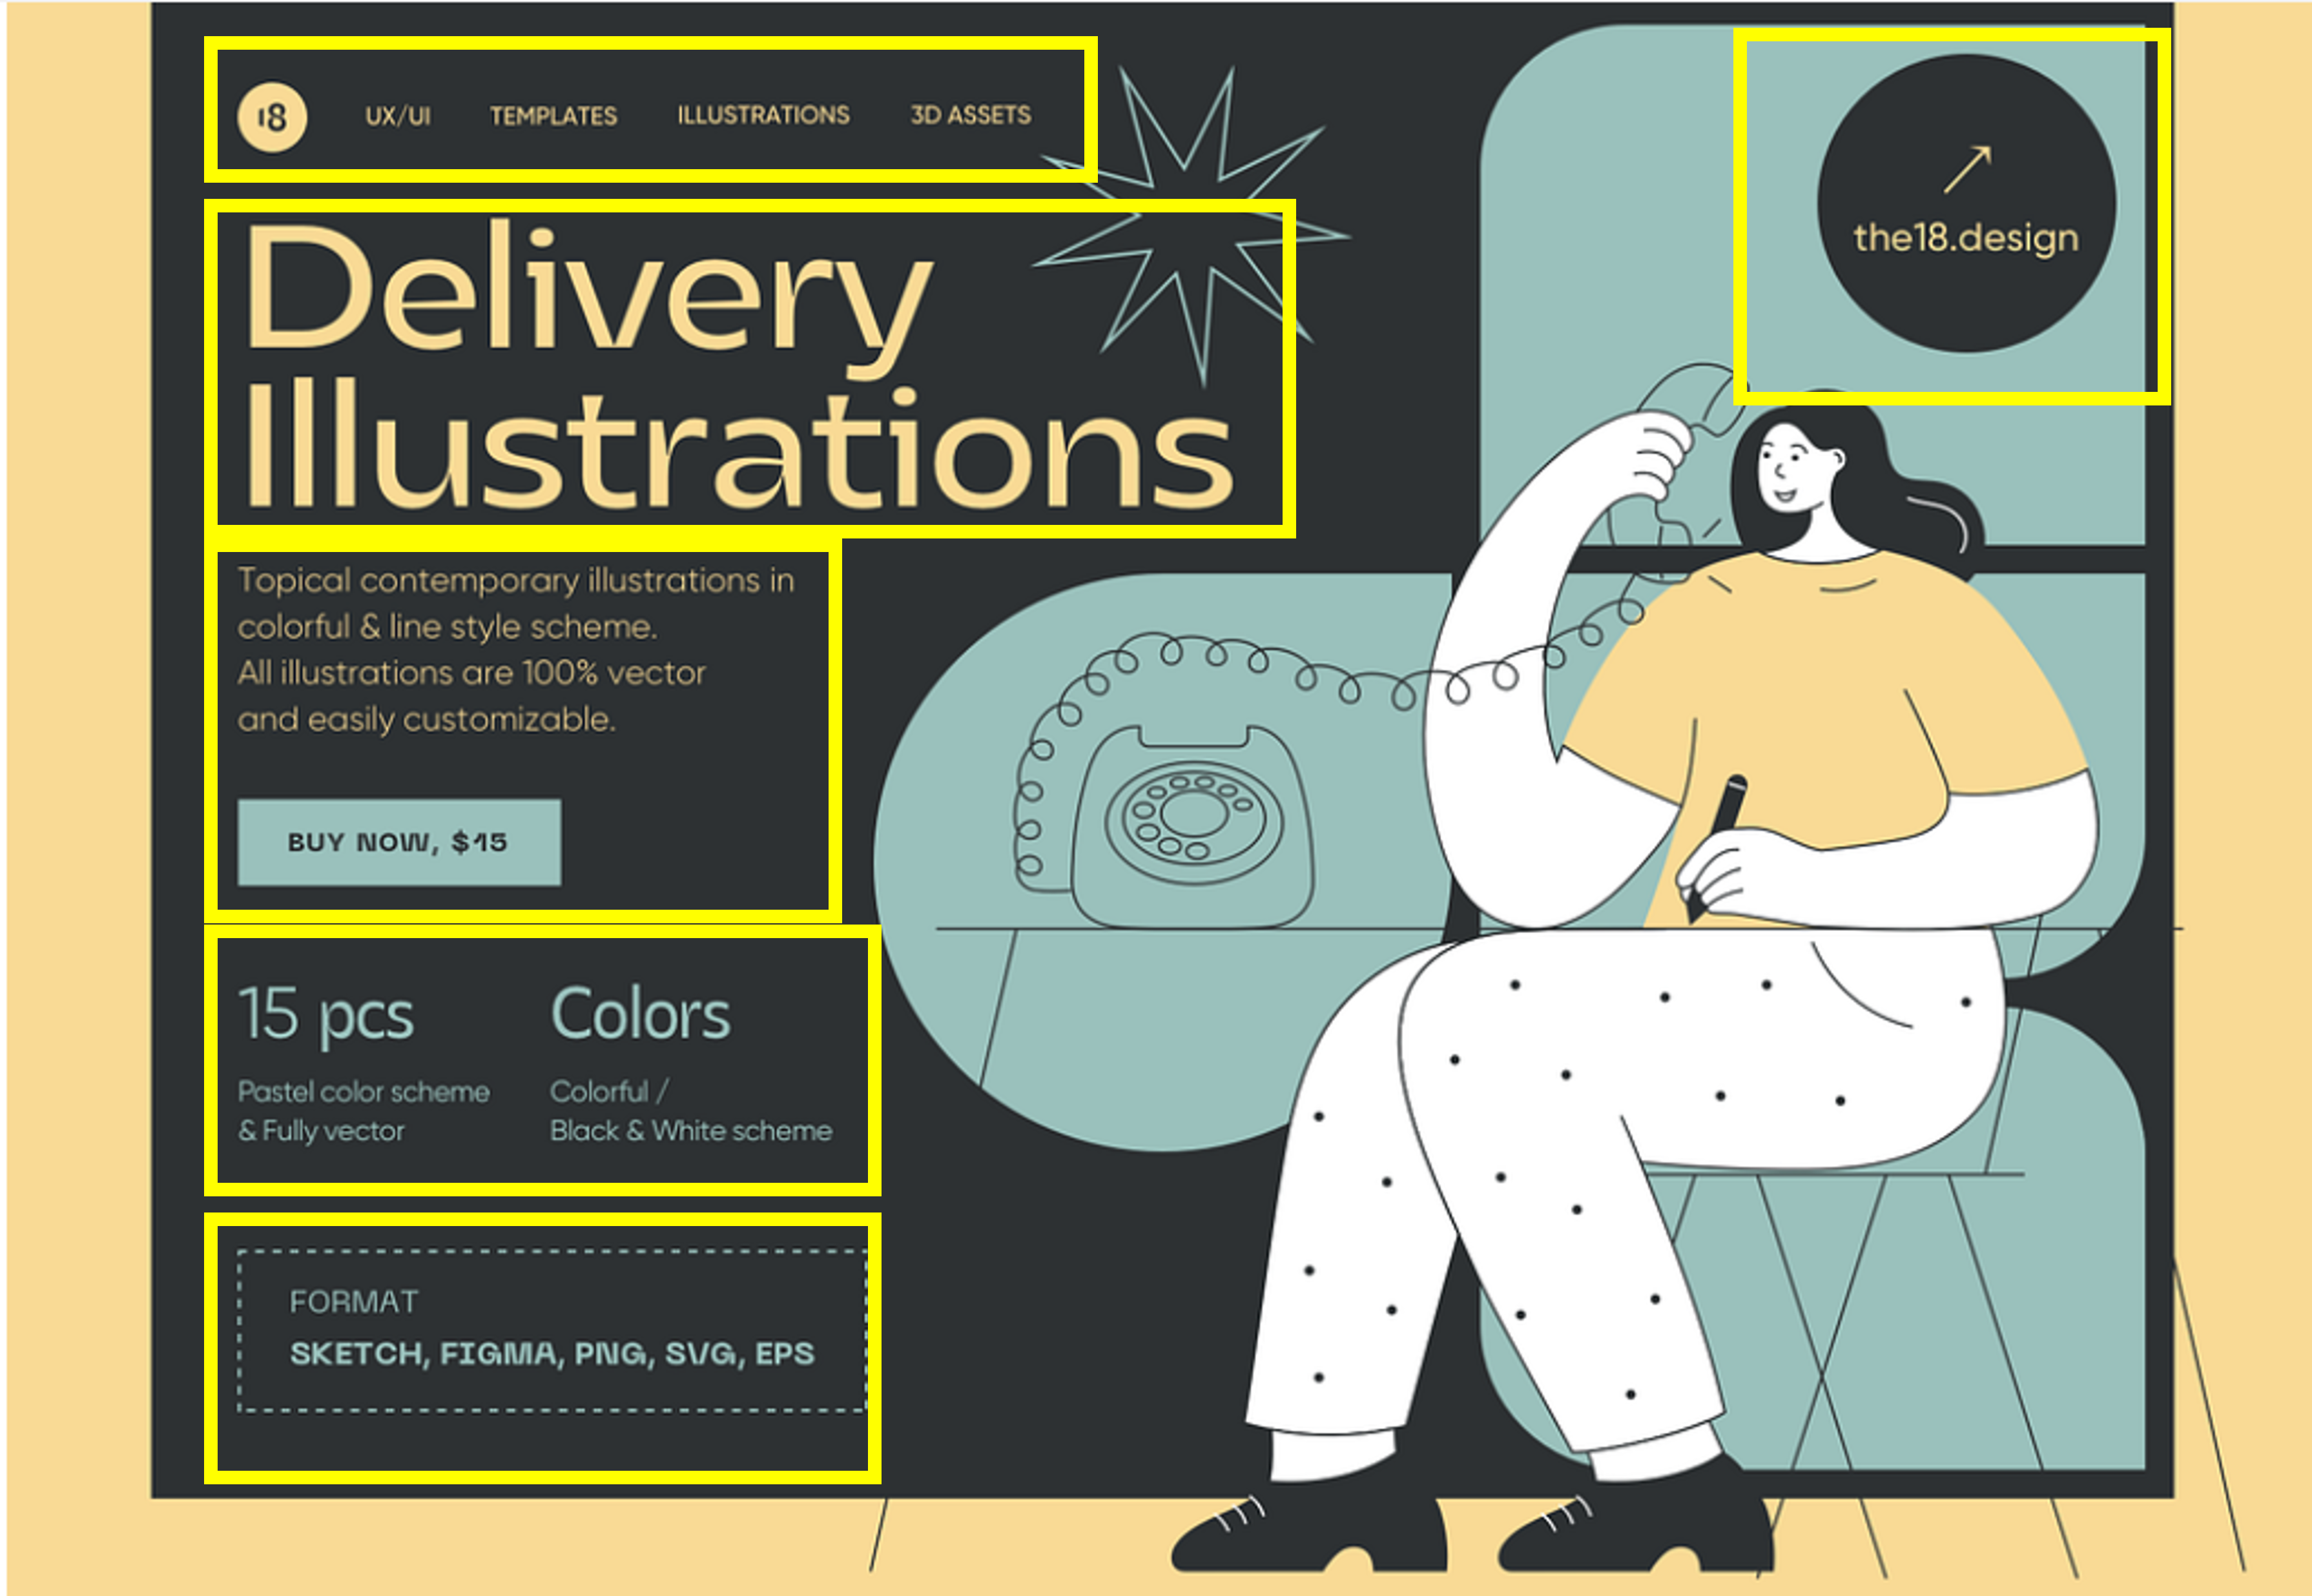 18 UX/UI TEMPLATES ILLUSTRATIONS 3D ASSETS
the18.design
Delivery
Illustrations
Topical contemporary illustrations in
colorful & line style scheme.
All illustrations are 100% vector
and easily customizable.
BUY NOW, $15
15 pcs
Pastel color scheme
& Fully vector
Colors
Colorful /
Black & White scheme
FORMAT
SKETCH, FIGMA, PNG, SVG, EPS